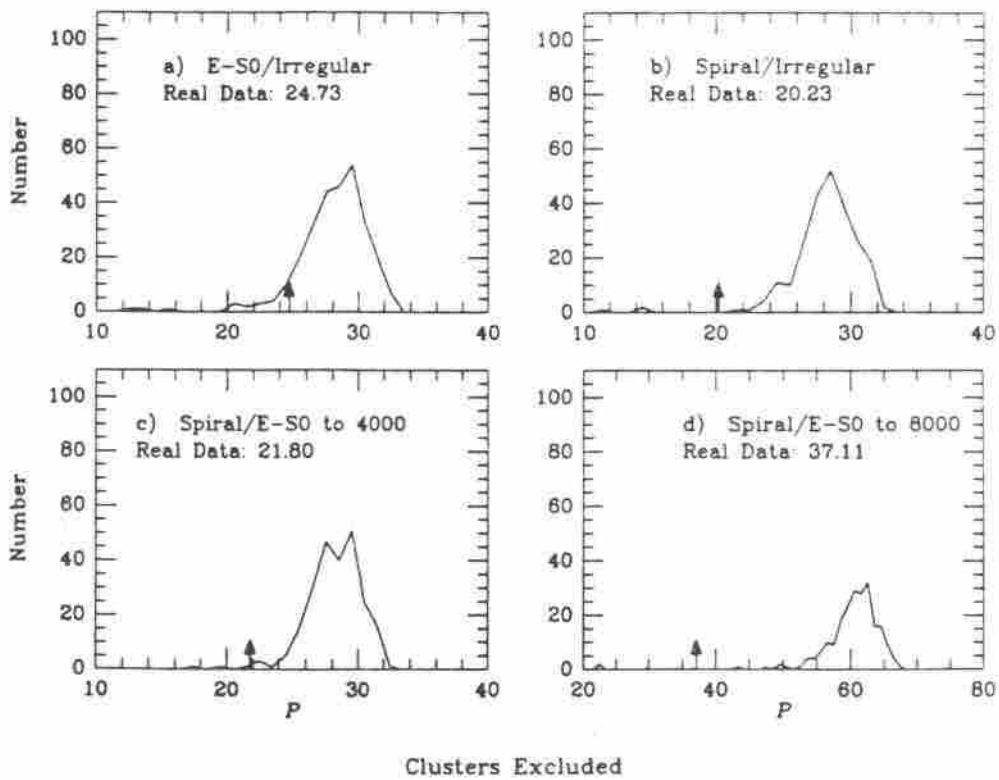 100
80
60
40
20
0
10 20 30 40
Number
a) E-S0/Irregular
Real Data: 24.73
100
80
60
40
20
0
10 20 30 40
b) Spiral/Irregular
Real Data: 20.23
100
80
60
40
20
0
10 20 30 40
Number
P
c) Spiral/E-S0 to 4000
Real Data: 21.80
100
80
60
40
20
0
20 40 60 80
P
d) Spiral/E-S0 to 8000
Real Data: 37.11
Clusters Excluded